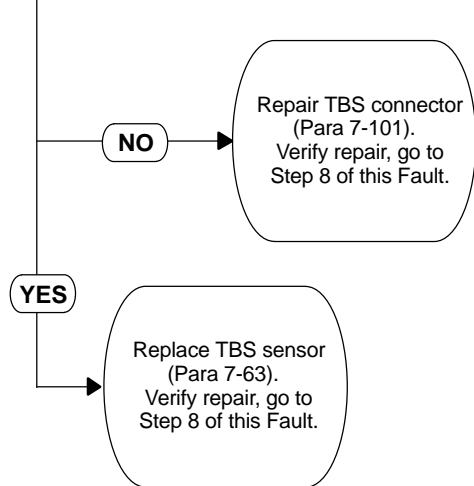 NO
Repair TBS connector
(Para 7-101).
Verify repair, go to
Step 8 of this Fault.
YES
Replace TBS sensor
(Para 7-63).
Verify repair, go to
Step 8 of this Fault.